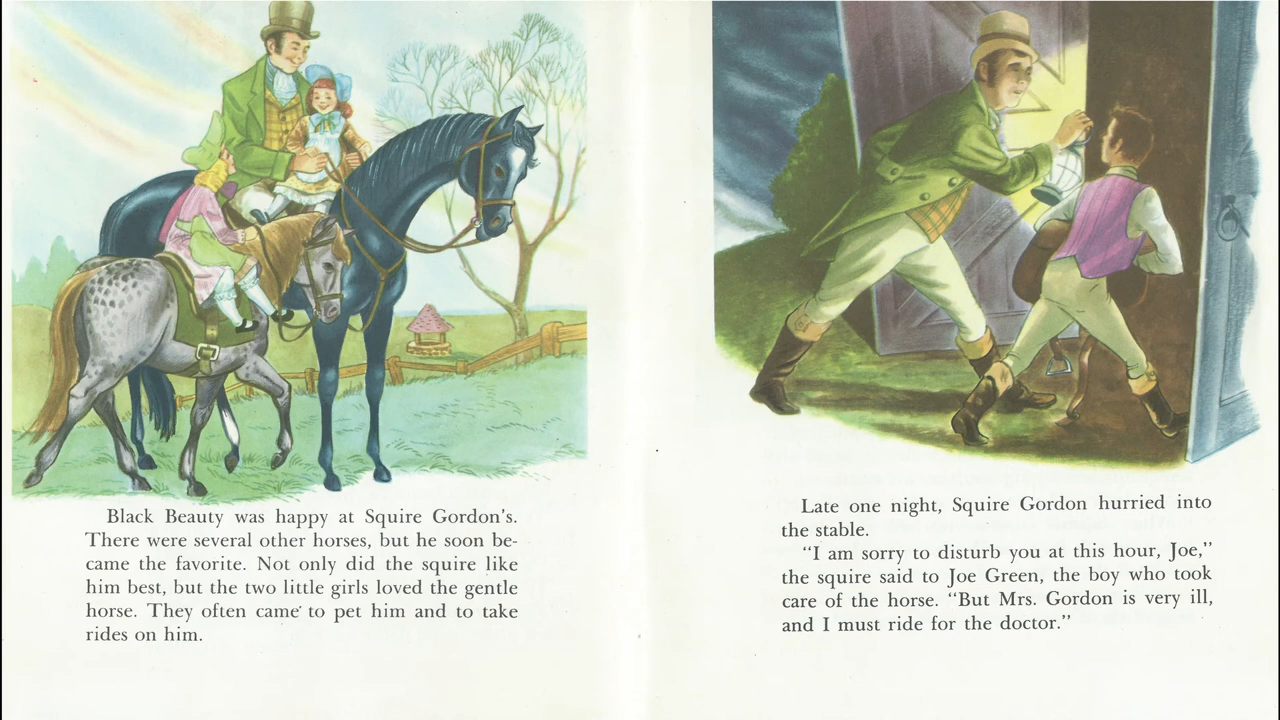 Black Beauty was happy at Squire Gordon's.
There were several other horses, but he soon be-
came the favorite. Not only did the squire like
him best, but the two little girls loved the gentle
horse. They often came to pet him and to take
rides on him.
Late one night, Squire Gordon hurried into
the stable.
“I am sorry to disturb you at this hour, Joe,”
the squire said to Joe Green, the boy who took
care of the horse. “But Mrs. Gordon is very ill,
and I must ride for the doctor.”